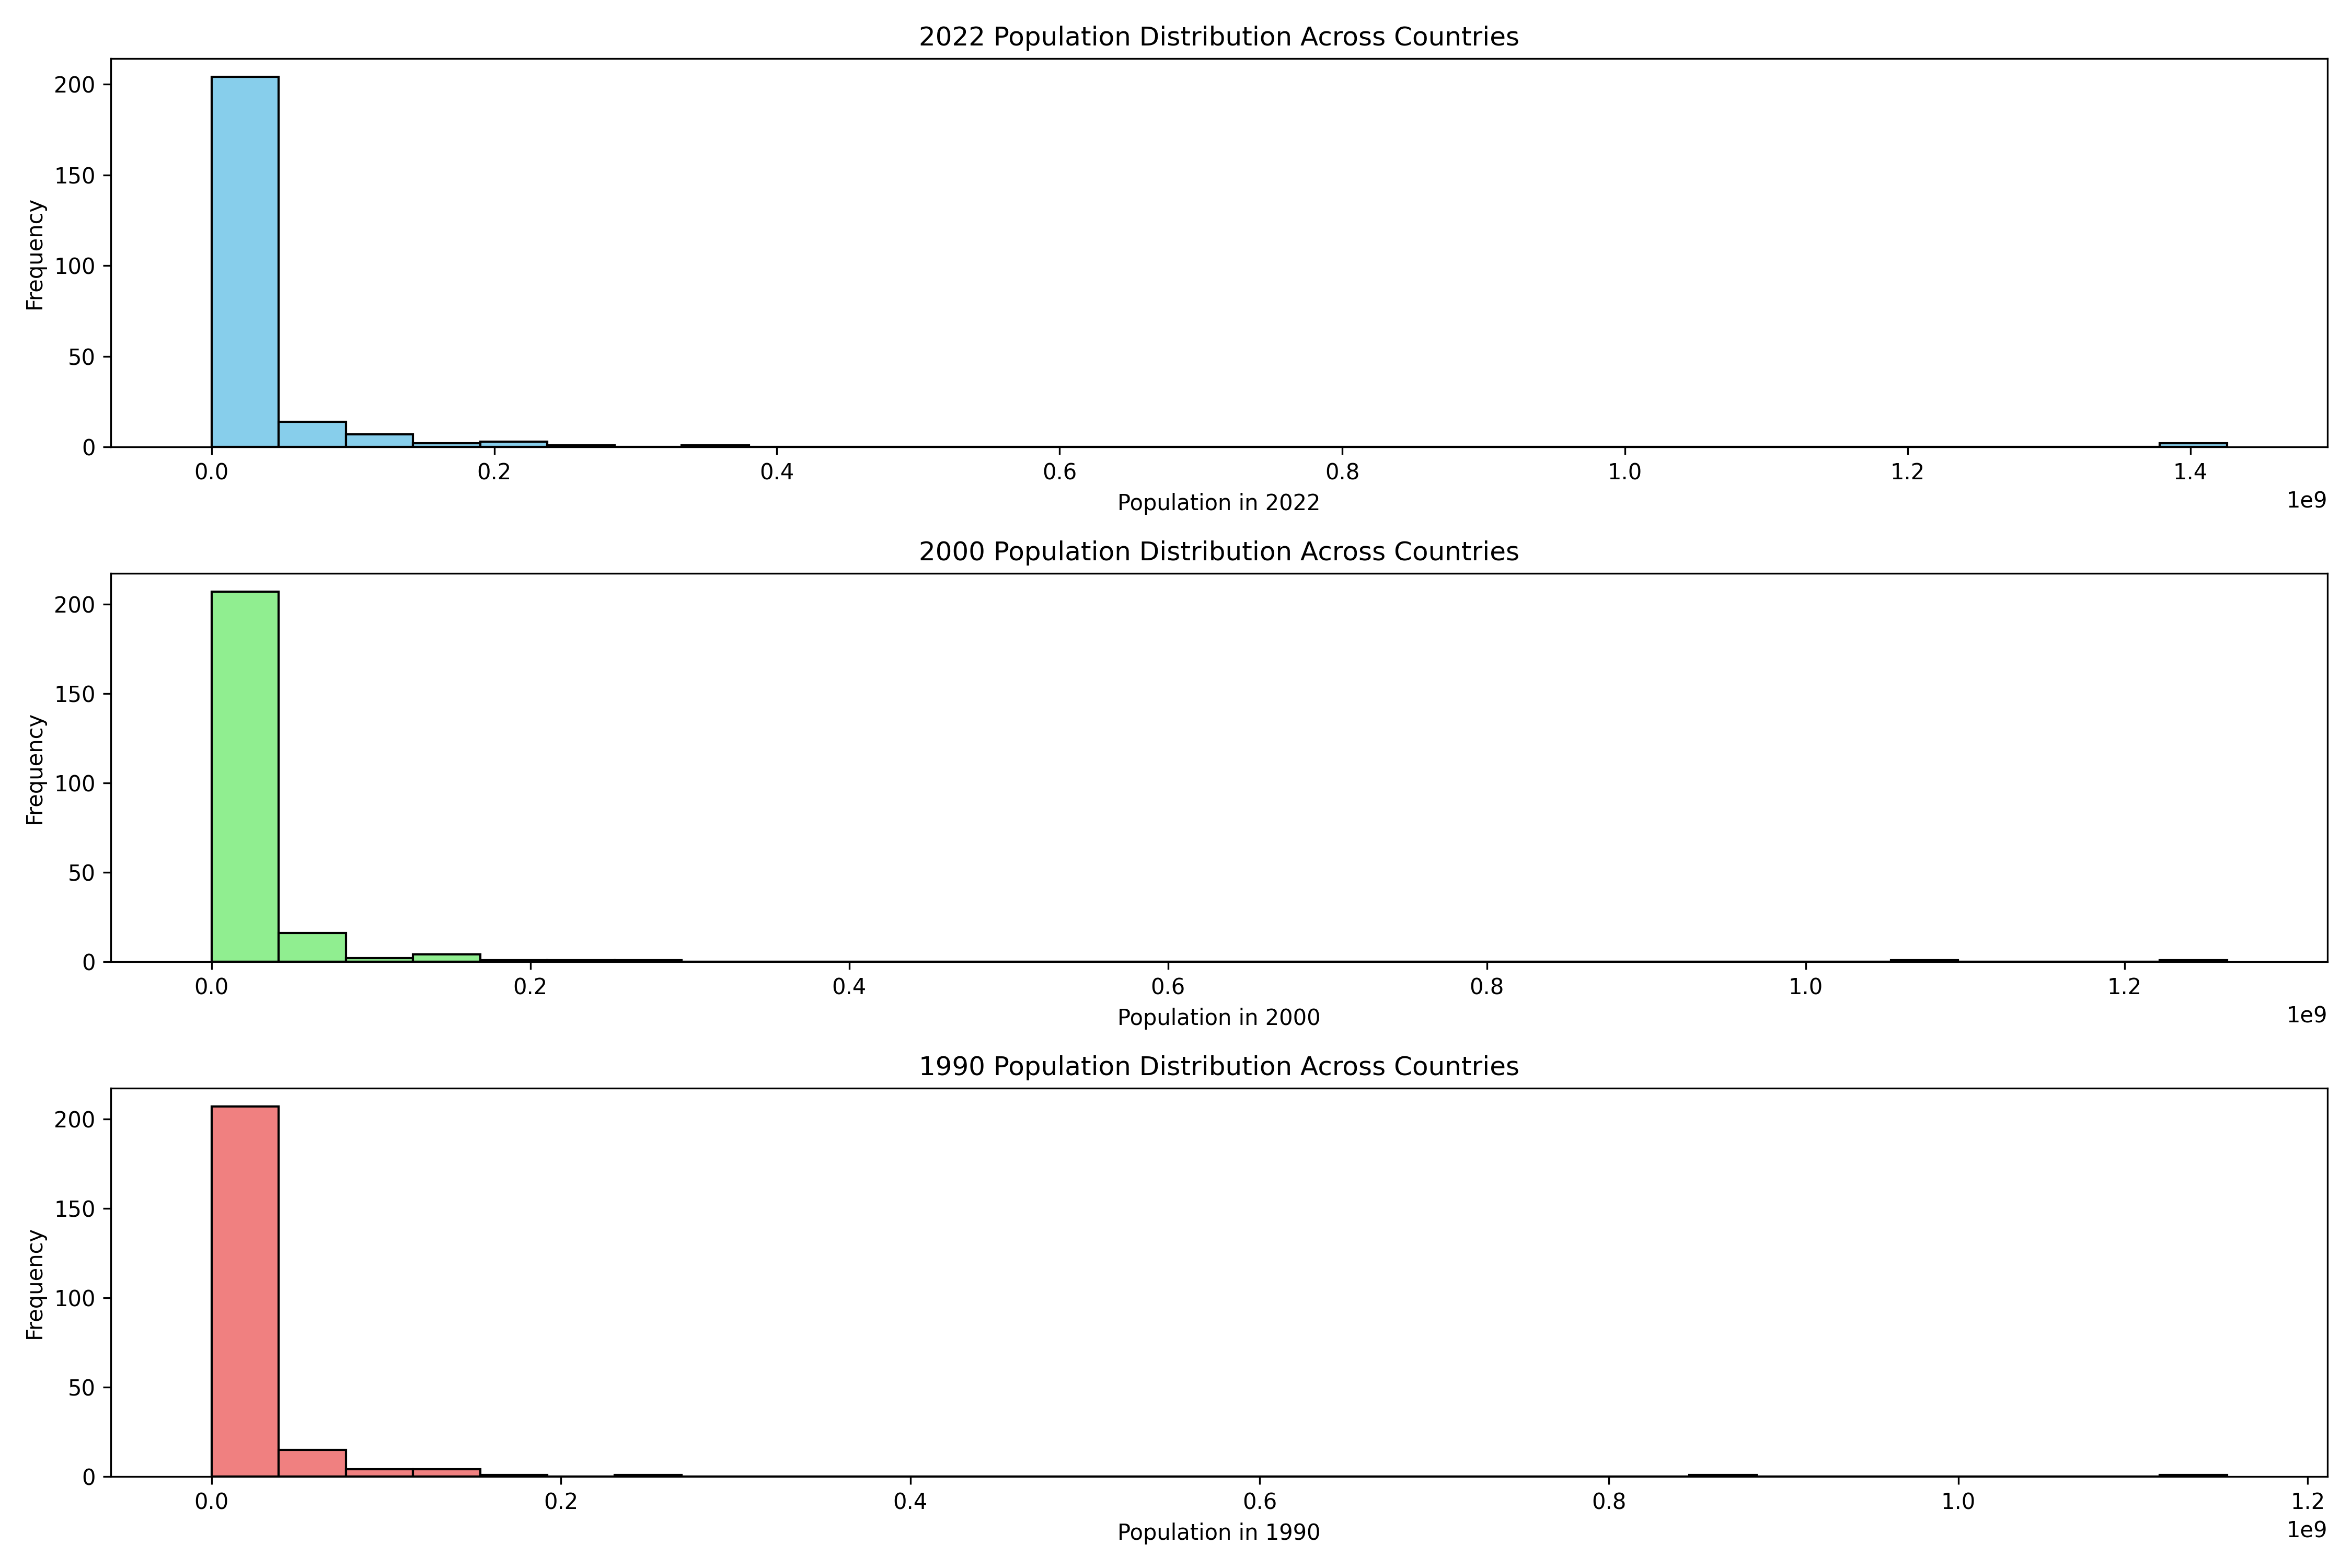 2022 Population Distribution Across Countries
Frequency
200
150
100
50
0
0.0 0.2 0.4 0.6 0.8 1.0 1.2 1.4
1e9
Population in 2022
2000 Population Distribution Across Countries
Frequency
200
150
100
50
0
0.0 0.2 0.4 0.6 0.8 1.0 1.2
1e9
Population in 2000
1990 Population Distribution Across Countries
Frequency
200
150
100
50
0
0.0 0.2 0.4 0.6 0.8 1.0 1.2
1e9
Population in 1990